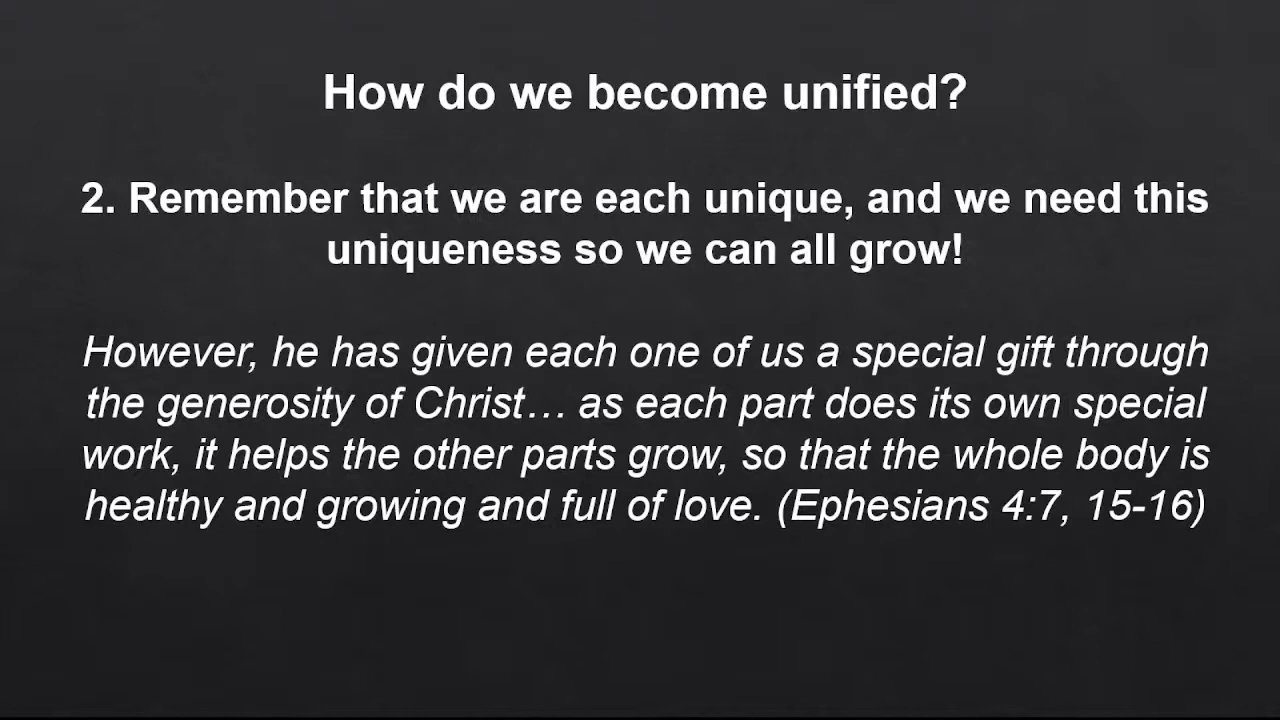 How do we become unified?
2. Remember that we are each unique, and we need this
uniqueness so we can all grow!
However, he has given each one of us a special gift through
the generosity of Christ… as each part does its own special
work, it helps the other parts grow, so that the whole body is
healthy and growing and full of love. (Ephesians 4:7, 15-16)